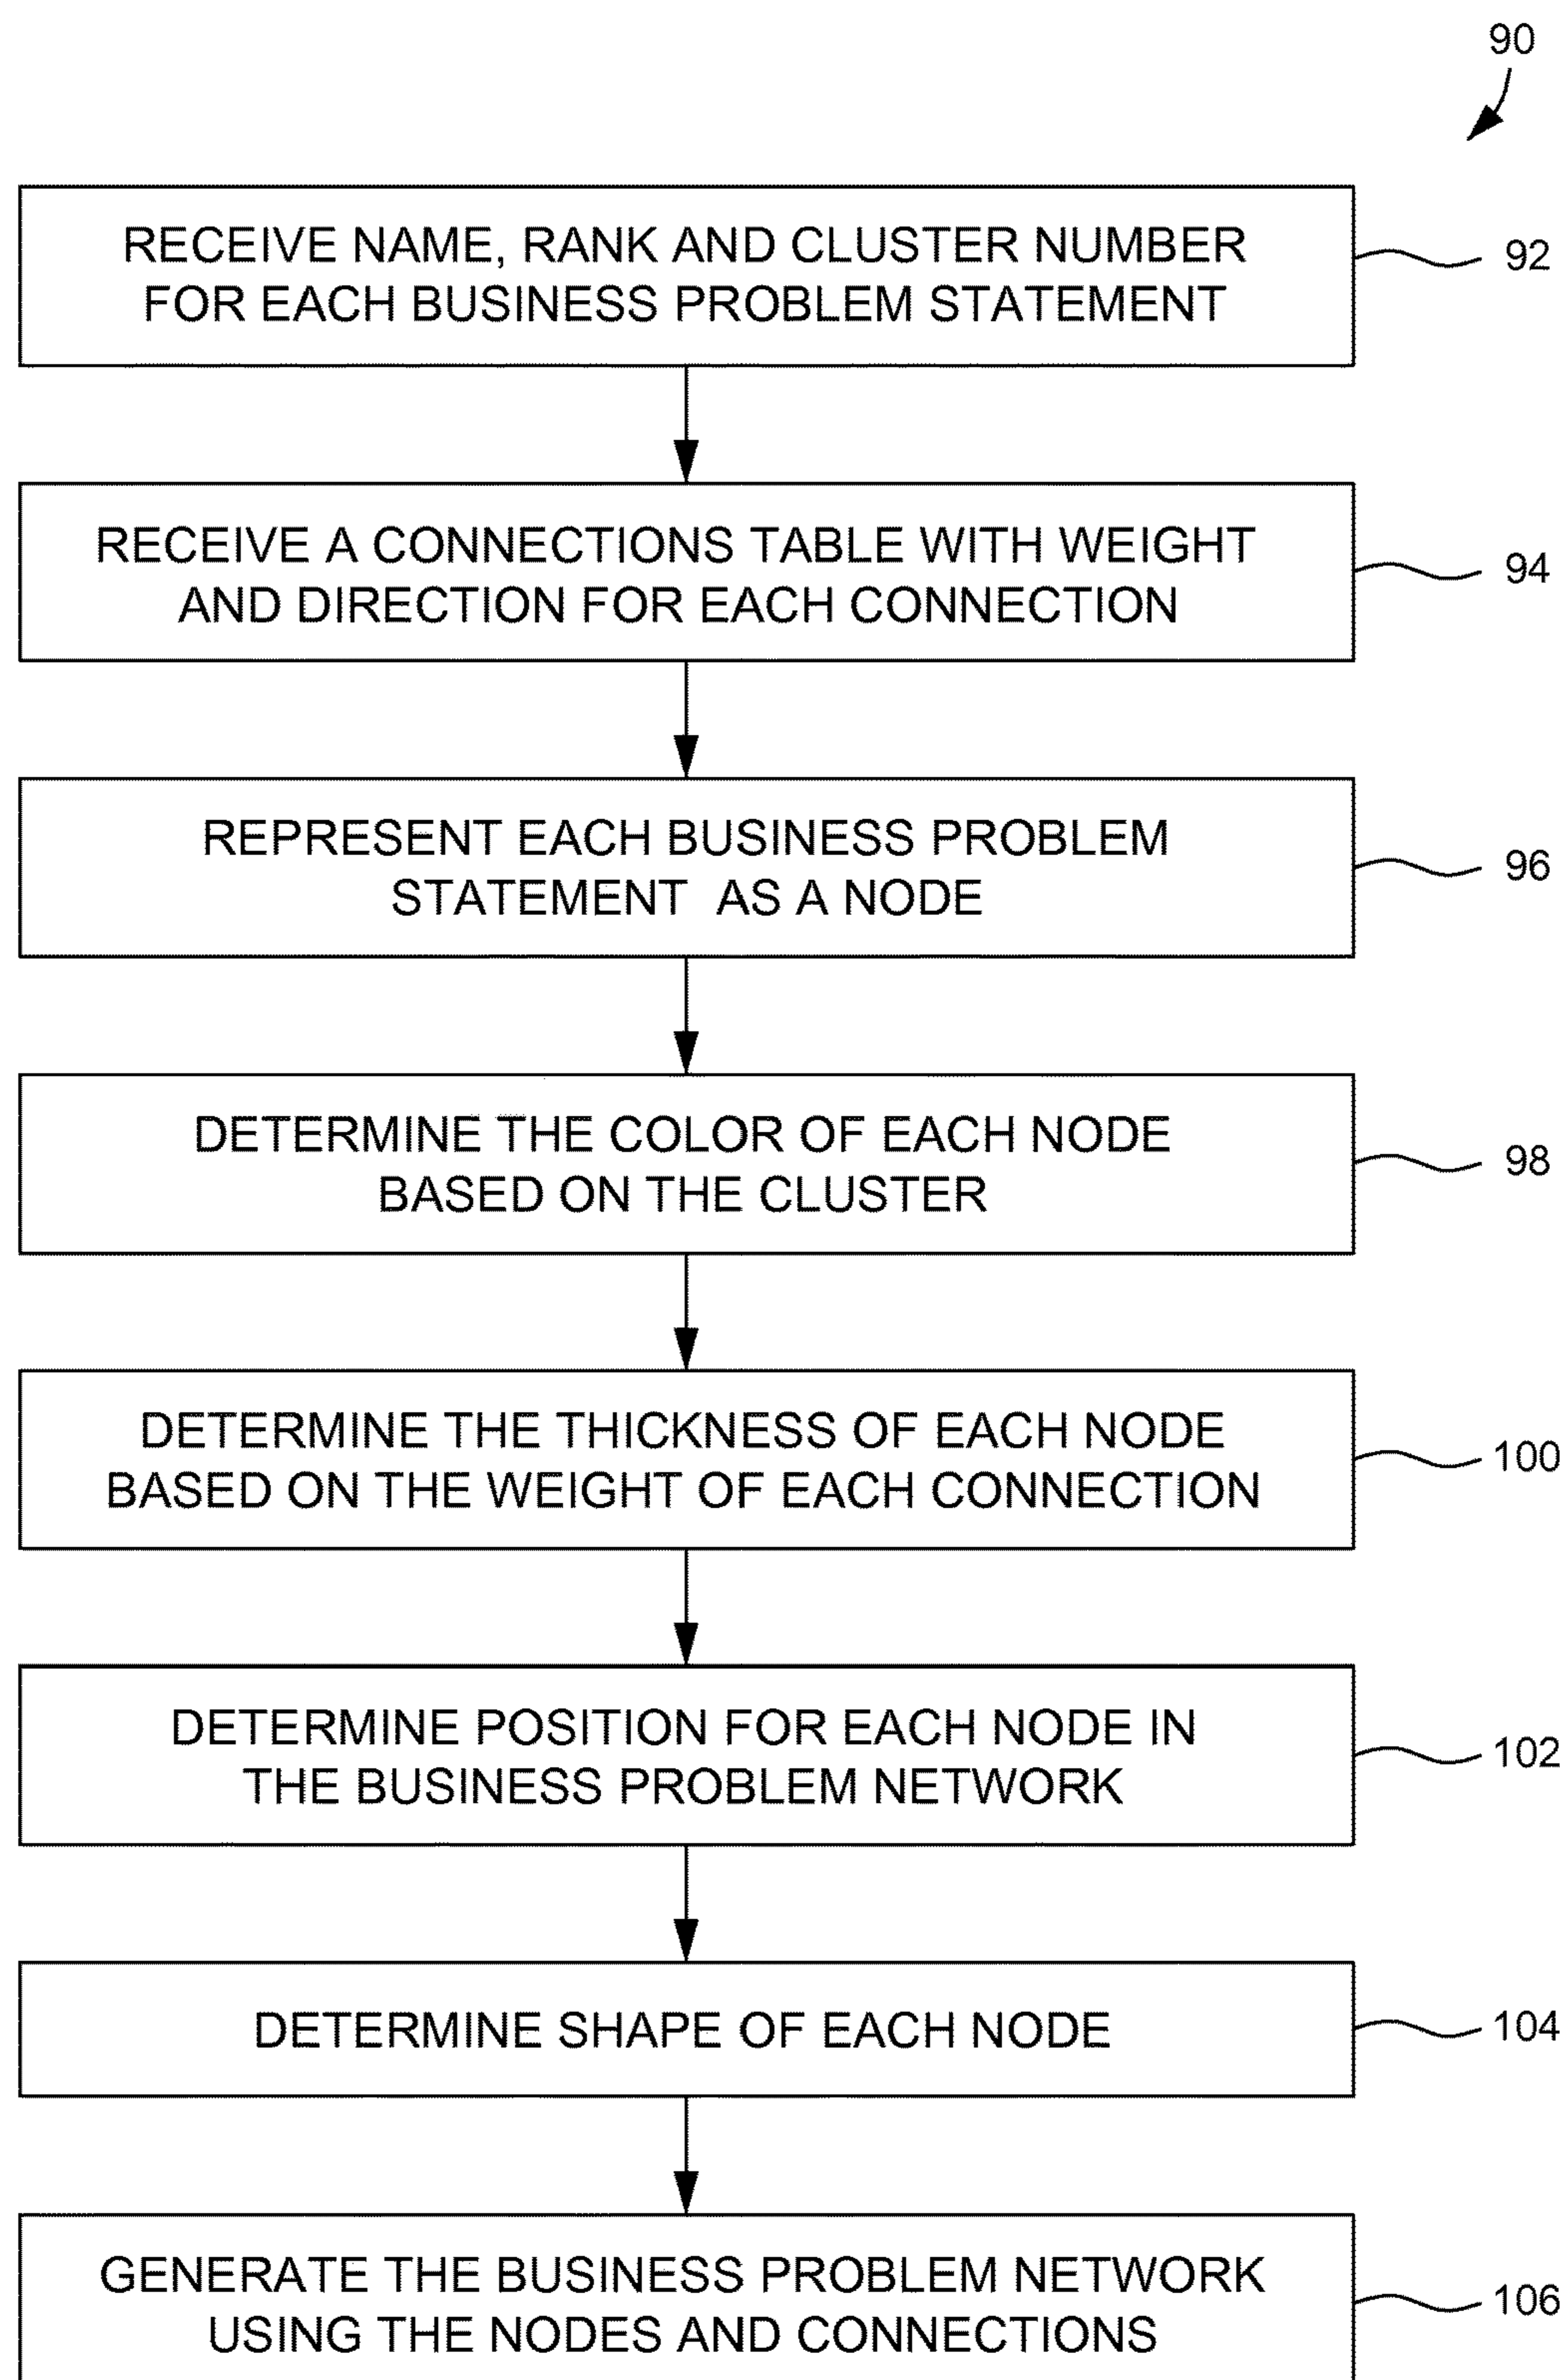 90
RECEIVE NAME, RANK AND CLUSTER NUMBER
FOR EACH BUSINESS PROBLEM STATEMENT
92
RECEIVE A CONNECTIONS TABLE WITH WEIGHT
AND DIRECTION FOR EACH CONNECTION
94
REPRESENT EACH BUSINESS PROBLEM
STATEMENT AS A NODE
96
DETERMINE THE COLOR OF EACH NODE
BASED ON THE CLUSTER
98
DETERMINE THE THICKNESS OF EACH NODE
BASED ON THE WEIGHT OF EACH CONNECTION
100
DETERMINE POSITION FOR EACH NODE IN
THE BUSINESS PROBLEM NETWORK
102
DETERMINE SHAPE OF EACH NODE
104
GENERATE THE BUSINESS PROBLEM NETWORK
USING THE NODES AND CONNECTIONS
106